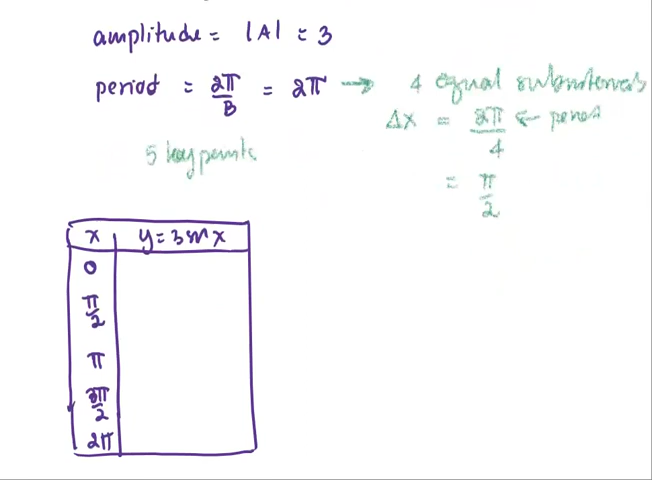 amplitude = |A| = 3
period = 2π/B = 2π → 4 equal subintervals
Δx = 2π/4 ← period
= π/2
5 key points
x y = 3 sin x
0
π/2
π
3π/2
2π